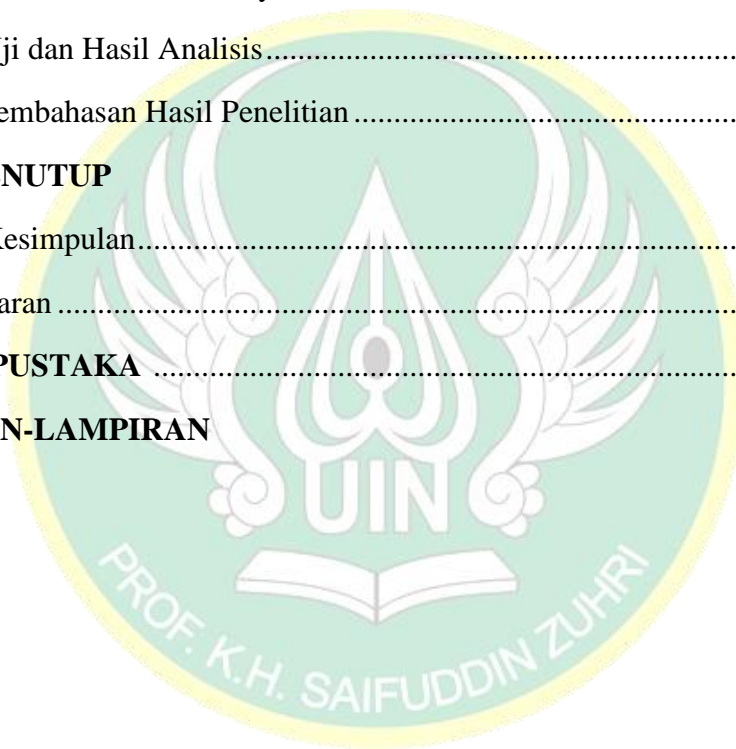 ji dan Hasil Analisis................................................................
embahasan Hasil Penelitian..................................................
NUTUP
Kesimpulan...........................................................................
aran......................................................................................
PUSTAKA .........................................................................
N-LAMPIRAN
UIN
PROF. K.H. SAIFUDDIN ZUHRI